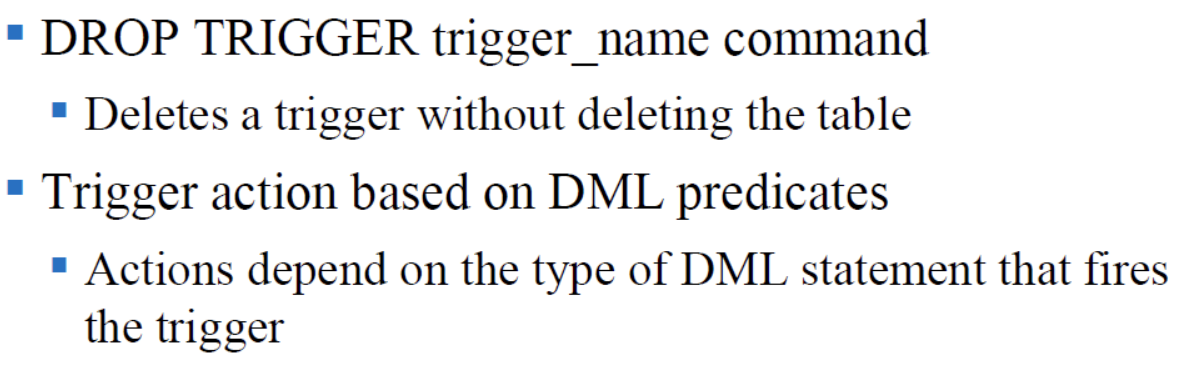 ▪ DROP TRIGGER trigger_name command
▪ Deletes a trigger without deleting the table
▪ Trigger action based on DML predicates
▪ Actions depend on the type of DML statement that fires
the trigger